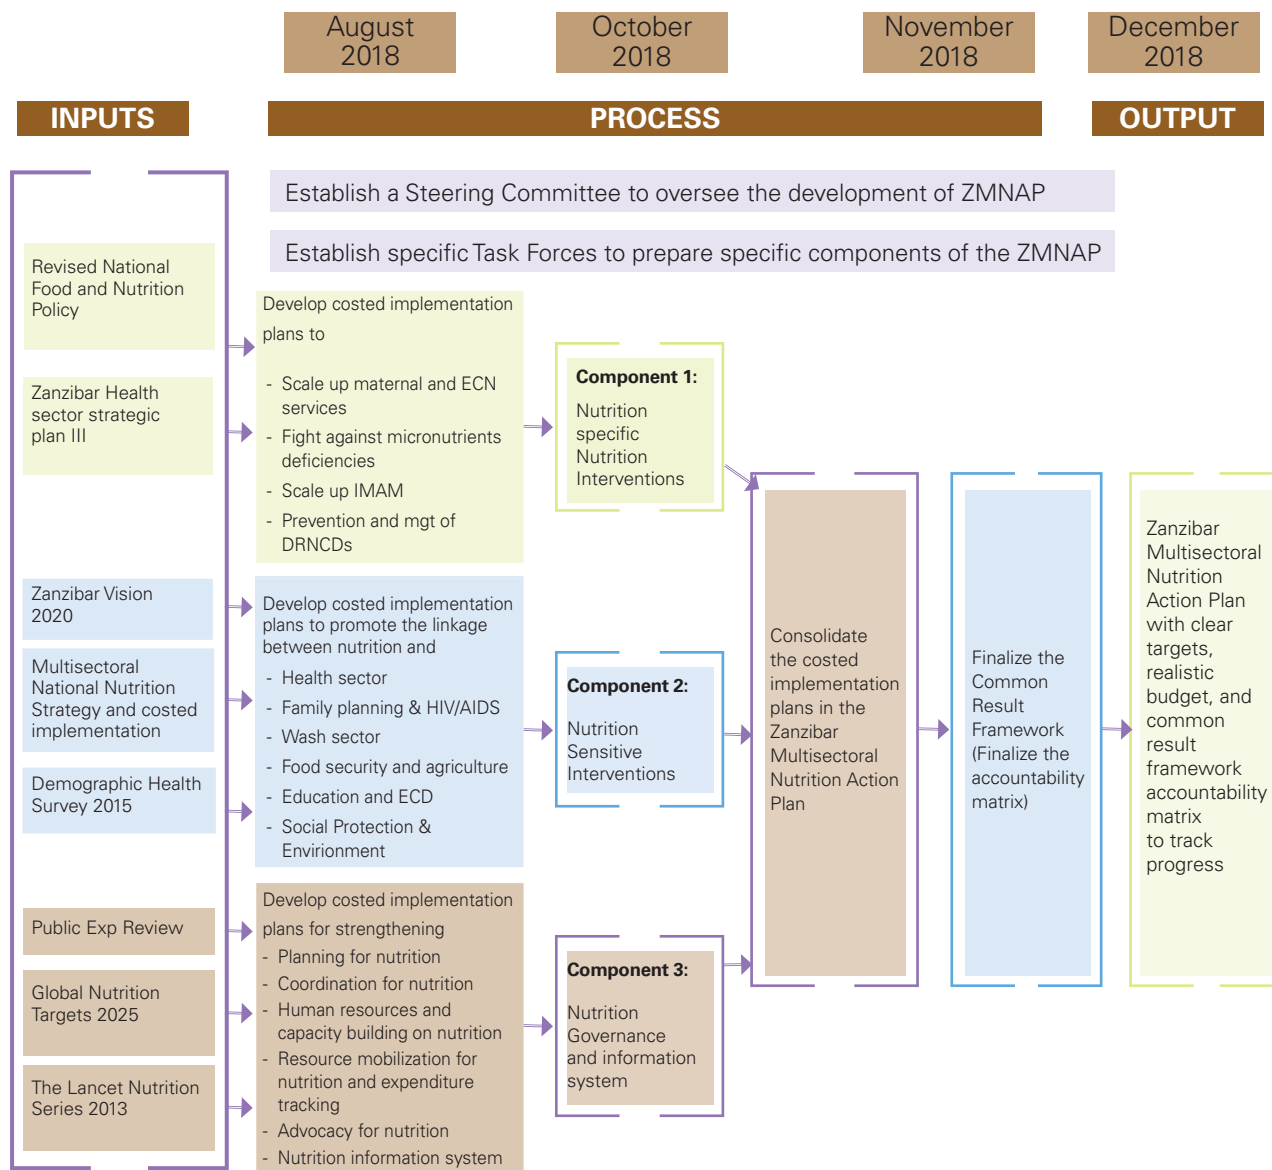 August
2018
October
2018
November
2018
December
2018
INPUTS
PROCESS
OUTPUT
Establish a Steering Committee to oversee the development of ZMNAP
Establish specific Task Forces to prepare specific components of the ZMNAP
Revised National
Food and Nutrition
Policy
Zanzibar Health
sector strategic
plan III
Zanzibar Vision
2020
Multisectoral
National Nutrition
Strategy and costed
implementation
Demographic Health
Survey 2015
Public Exp Review
Global Nutrition
Targets 2025
The Lancet Nutrition
Series 2013
Develop costed implementation
plans to
- Scale up maternal and ECN
services
- Fight against micronutrients
deficiencies
- Scale up IMAM
- Prevention and mgt of
DRNCDs
Develop costed implementation
plans to promote the linkage
between nutrition and
- Health sector
- Family planning & HIV/AIDS
- Wash sector
- Food security and agriculture
- Education and ECD
- Social Protection &
Envirionment
Develop costed implementation
plans for strengthening
- Planning for nutrition
- Coordination for nutrition
- Human resources and
capacity building on nutrition
- Resource mobilization for
nutrition and expenditure
tracking
- Advocacy for nutrition
- Nutrition information system
Component 1:
Nutrition
specific
Nutrition
Interventions
Component 2:
Nutrition
Sensitive
Interventions
Component 3:
Nutrition
Governance
and information
system
Consolidate
the costed
implementation
plans in the
Zanzibar
Multisectoral
Nutrition Action
Plan
Finalize the
Common
Result
Framework
(Finalize the
accountability
matrix)
Zanzibar
Multisectoral
Nutrition
Action Plan
with clear
targets,
realistic
budget, and
common
result
framework
accountability
matrix
to track
progress